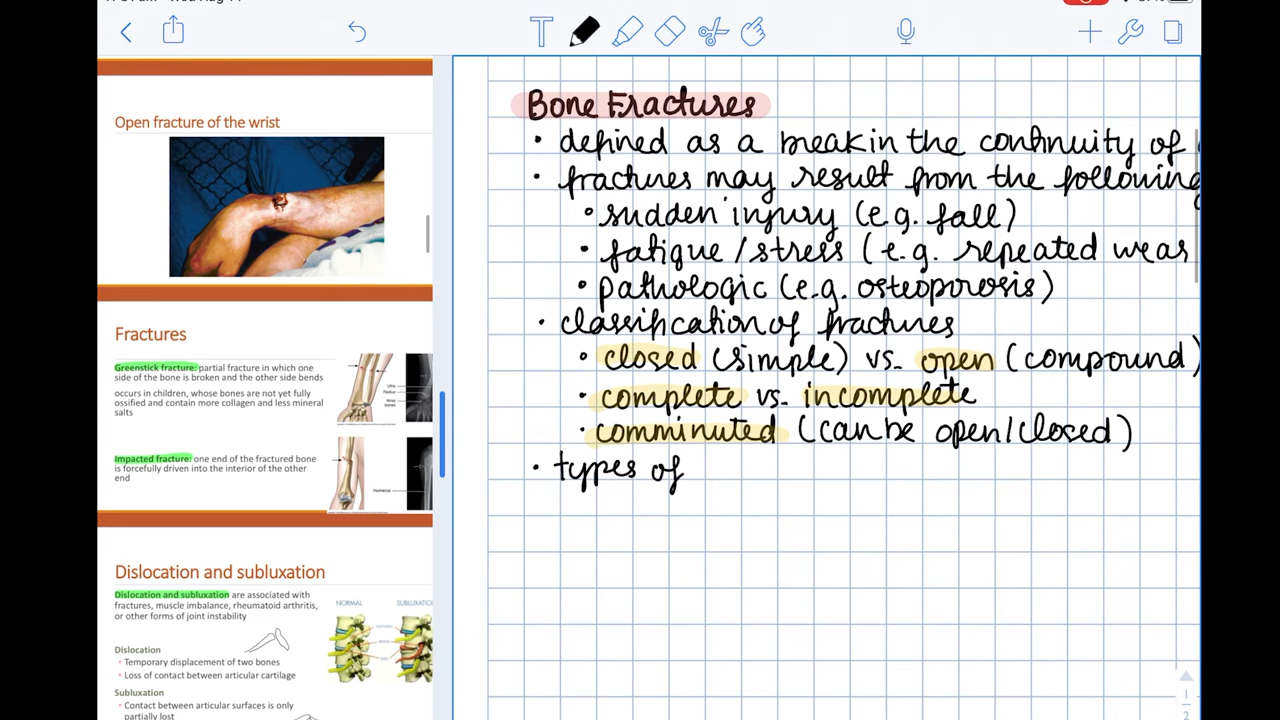 Open fracture of the wrist
Fractures
Greenstick fracture: partial fracture in which one
side of the bone is broken and the other side bends
occurs in children, whose bones are not yet fully
ossified and contain more collagen and less mineral
salts
Impacted fracture: one end of the fractured bone
is forcefully driven into the interior of the other
end
Humerus
Dislocation and subluxation
Dislocation and subluxation are associated with
fractures, muscle imbalance, rheumatoid arthritis,
or other forms of joint instability
NORMAL
Dislocation
• Temporary displacement of two bones
• Loss of contact between articular cartilage
Subluxation
• Contact between articular surfaces is only
partially lost
T
Bone Fractures
• defined as a break in the continuity of
• fractures may result from the following
• sudden injury (e.g. fall)
• fatigue/stress (e.g. repeated wear
• pathologic (e.g. osteoporosis)
• classification of fractures
• closed (simple) vs. open (compound)
• complete vs. incomplete
• comminuted (can be open/closed)
• types of